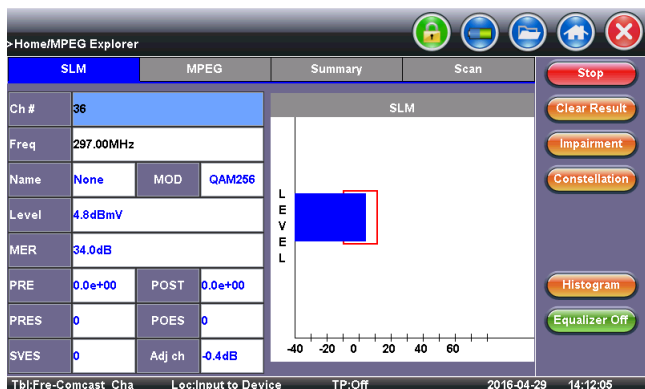 >Home/MPEG Explorer
SLM MPEG Summary Scan
Ch # 36
Freq 297.00MHz
Name None MOD QAM256
Level 4.8dBmV
MER 34.0dB
PRE 0.0e+00 POST 0.0e+00
PRES 0 POES 0
SVES 0 Adj ch -0.4dB
SLM
LEVEL
-40 -20 0 20 40 60
Stop
Clear Result
Impairment
Constellation
Histogram
Equalizer Off
Tbl:Fre-Comcast_Cha Loc:Input to Device TP:Off 2016-04-29 14:12:05